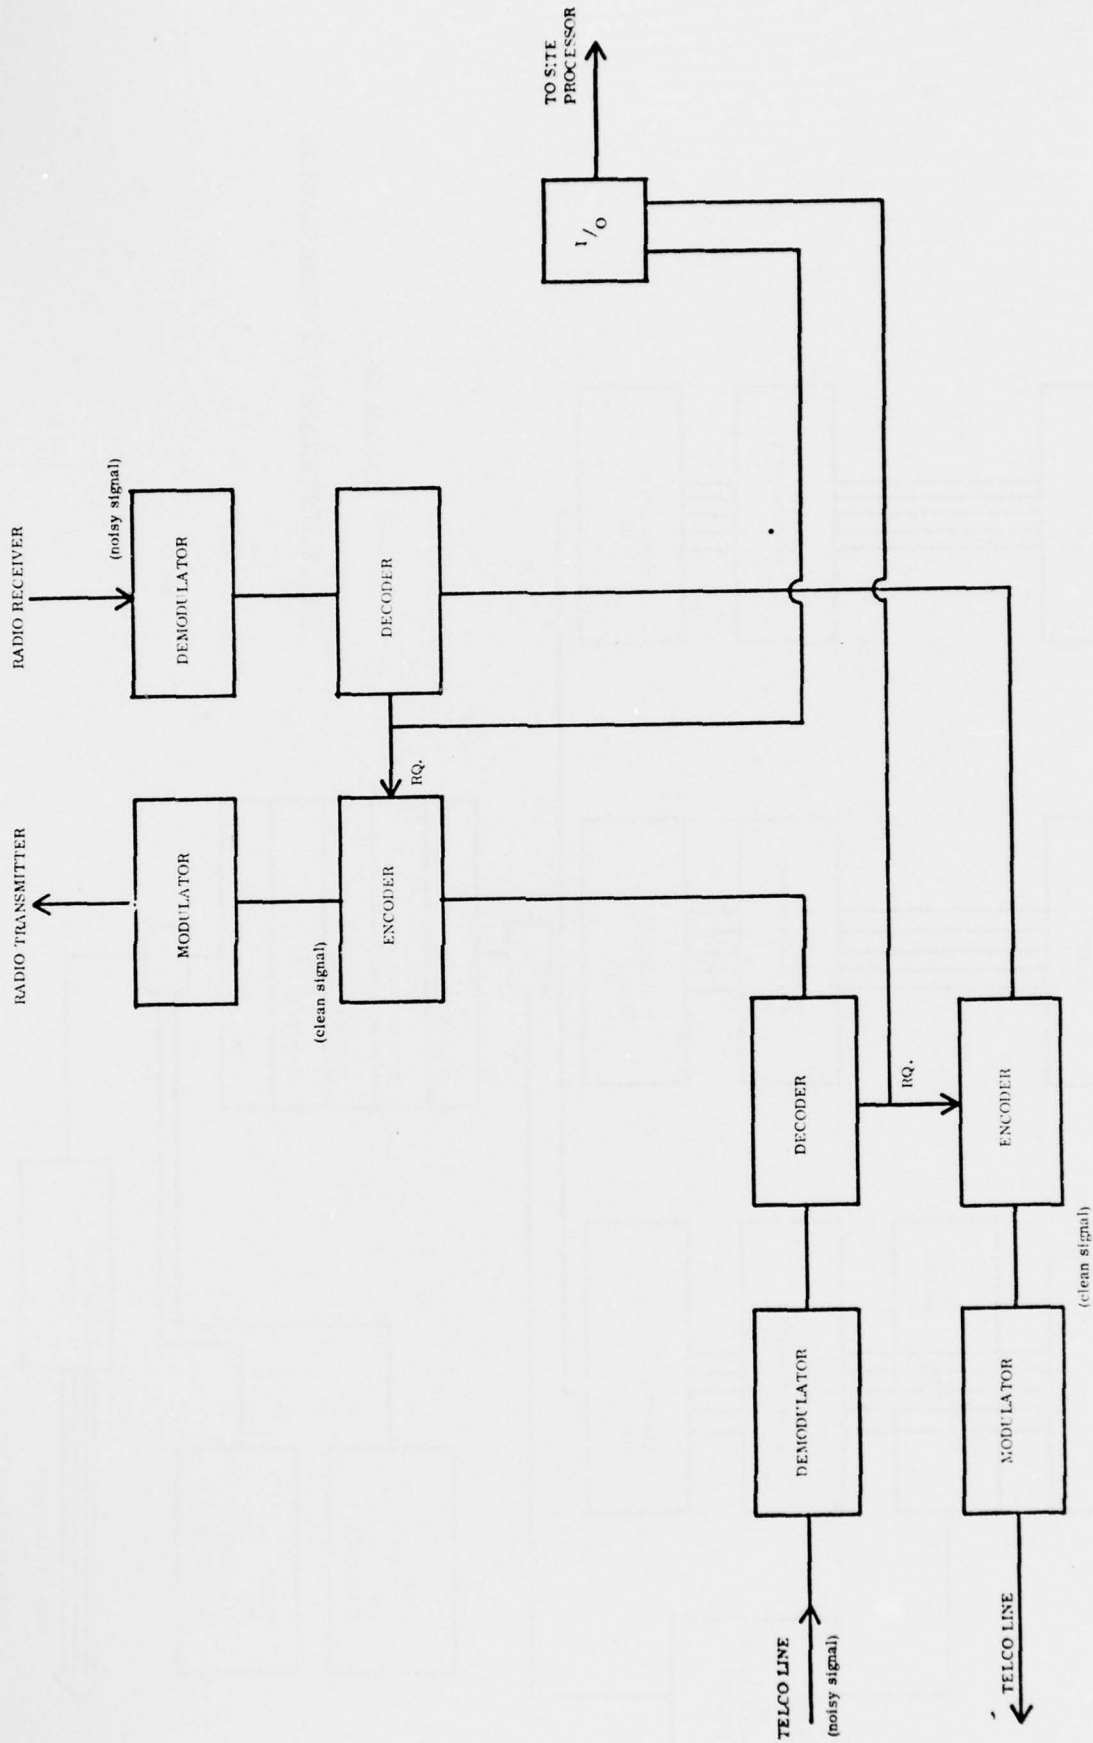 RADIO TRANSMITTER
RADIO RECEIVER
(noisy signal)
MODULATOR
DEMODULATOR
(clean signal)
ENCODER
RQ.
DECODER
TO SITE
PROCESSOR
I/O
TELCO LINE
(noisy signal)
DEMODULATOR
DECODER
RQ.
TELCO LINE
MODULATOR
ENCODER
(clean signal)